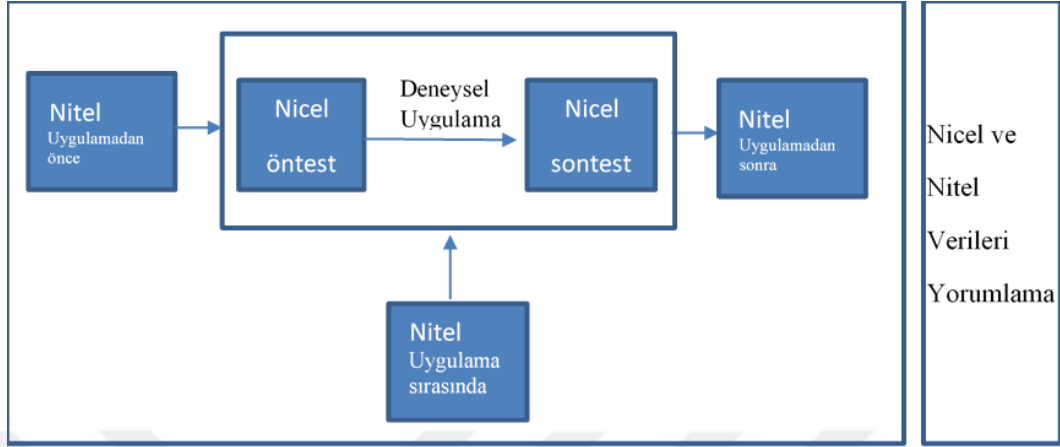 Nitel
Uygulamadan
önce
Nicel
öntest
Deneysel
Uygulama
Nicel
sontest
Nitel
Uygulamadan
sonra
Nitel
Uygulama
sırasında
Nicel ve
Nitel
Verileri
Yorumlama